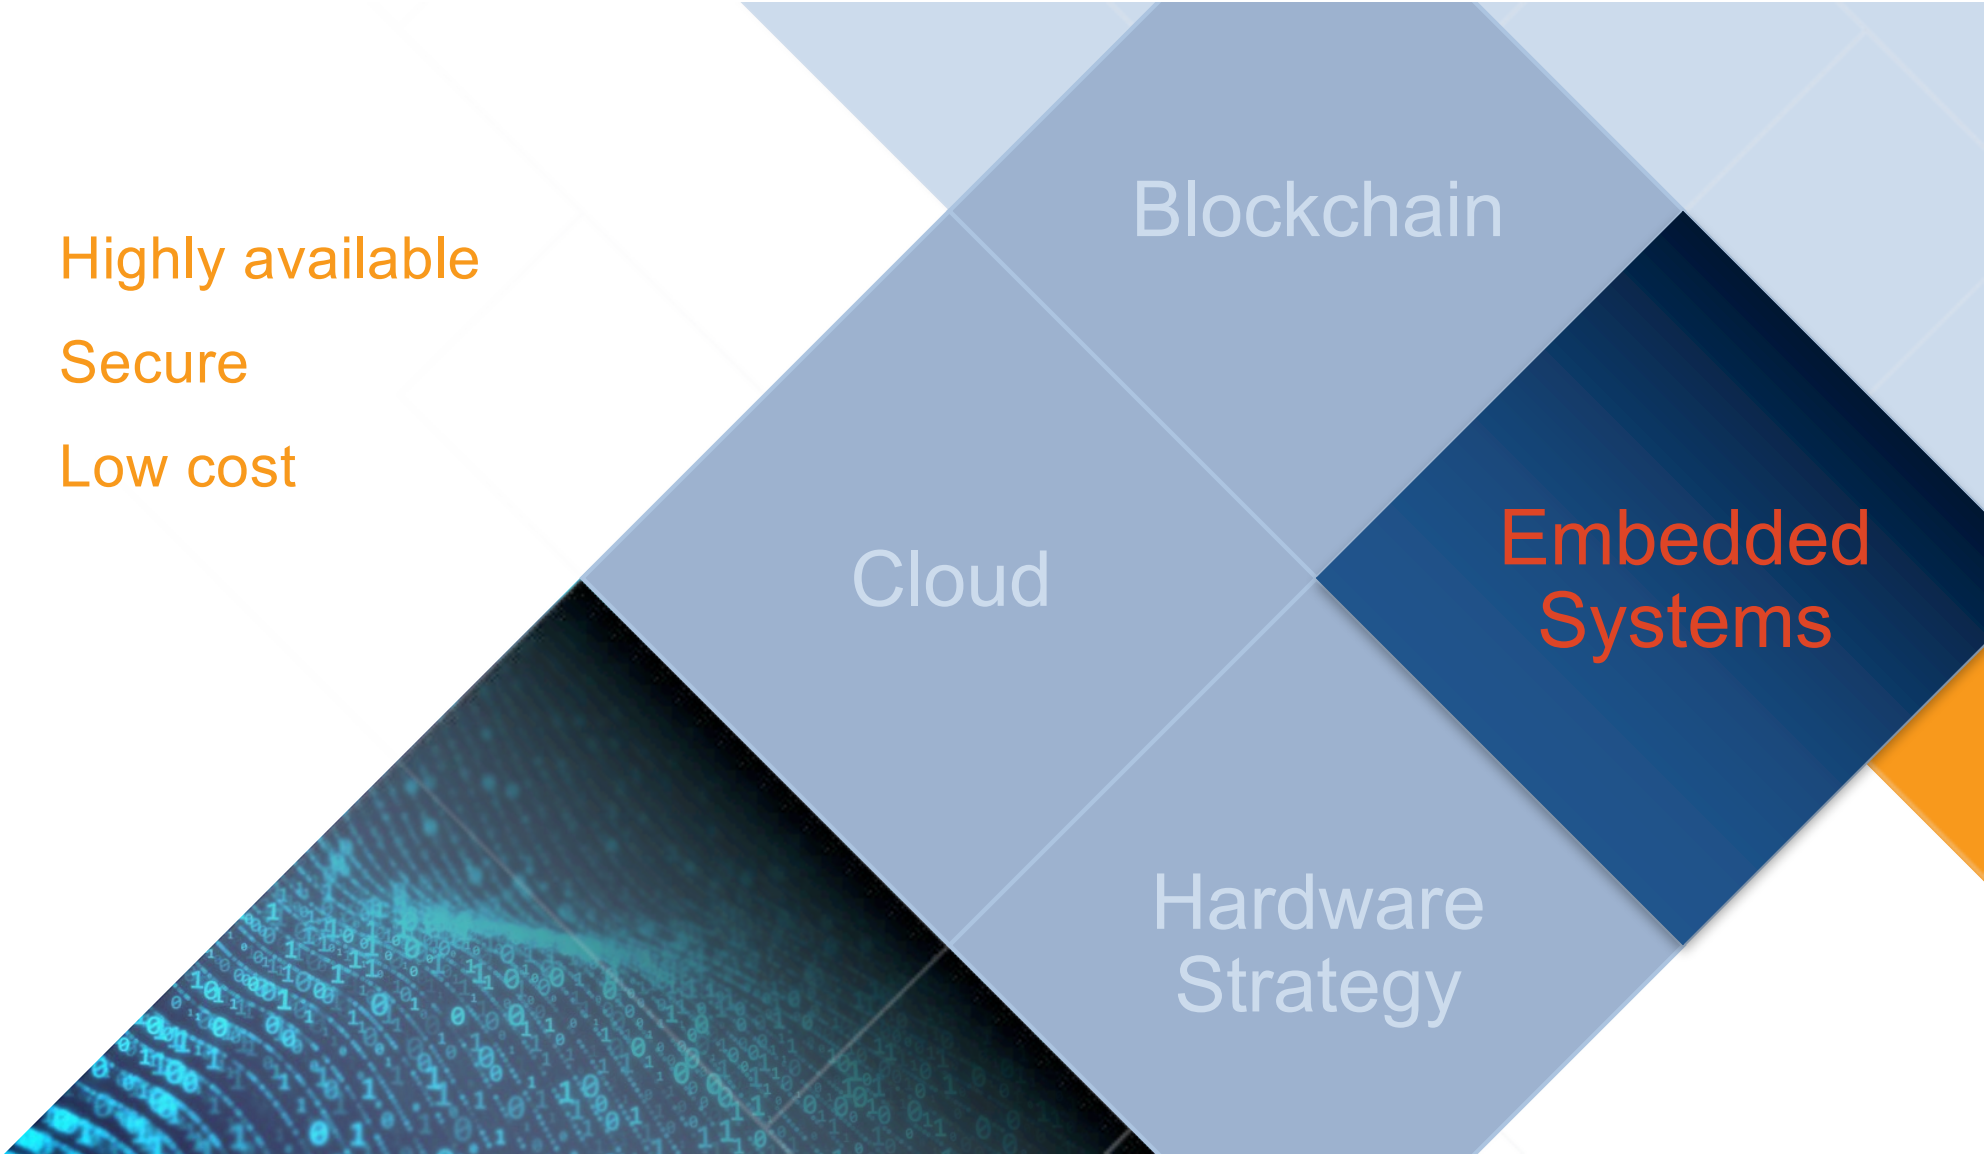 Highly available
Secure
Low cost
Blockchain
Cloud
Embedded
Systems
Hardware
Strategy